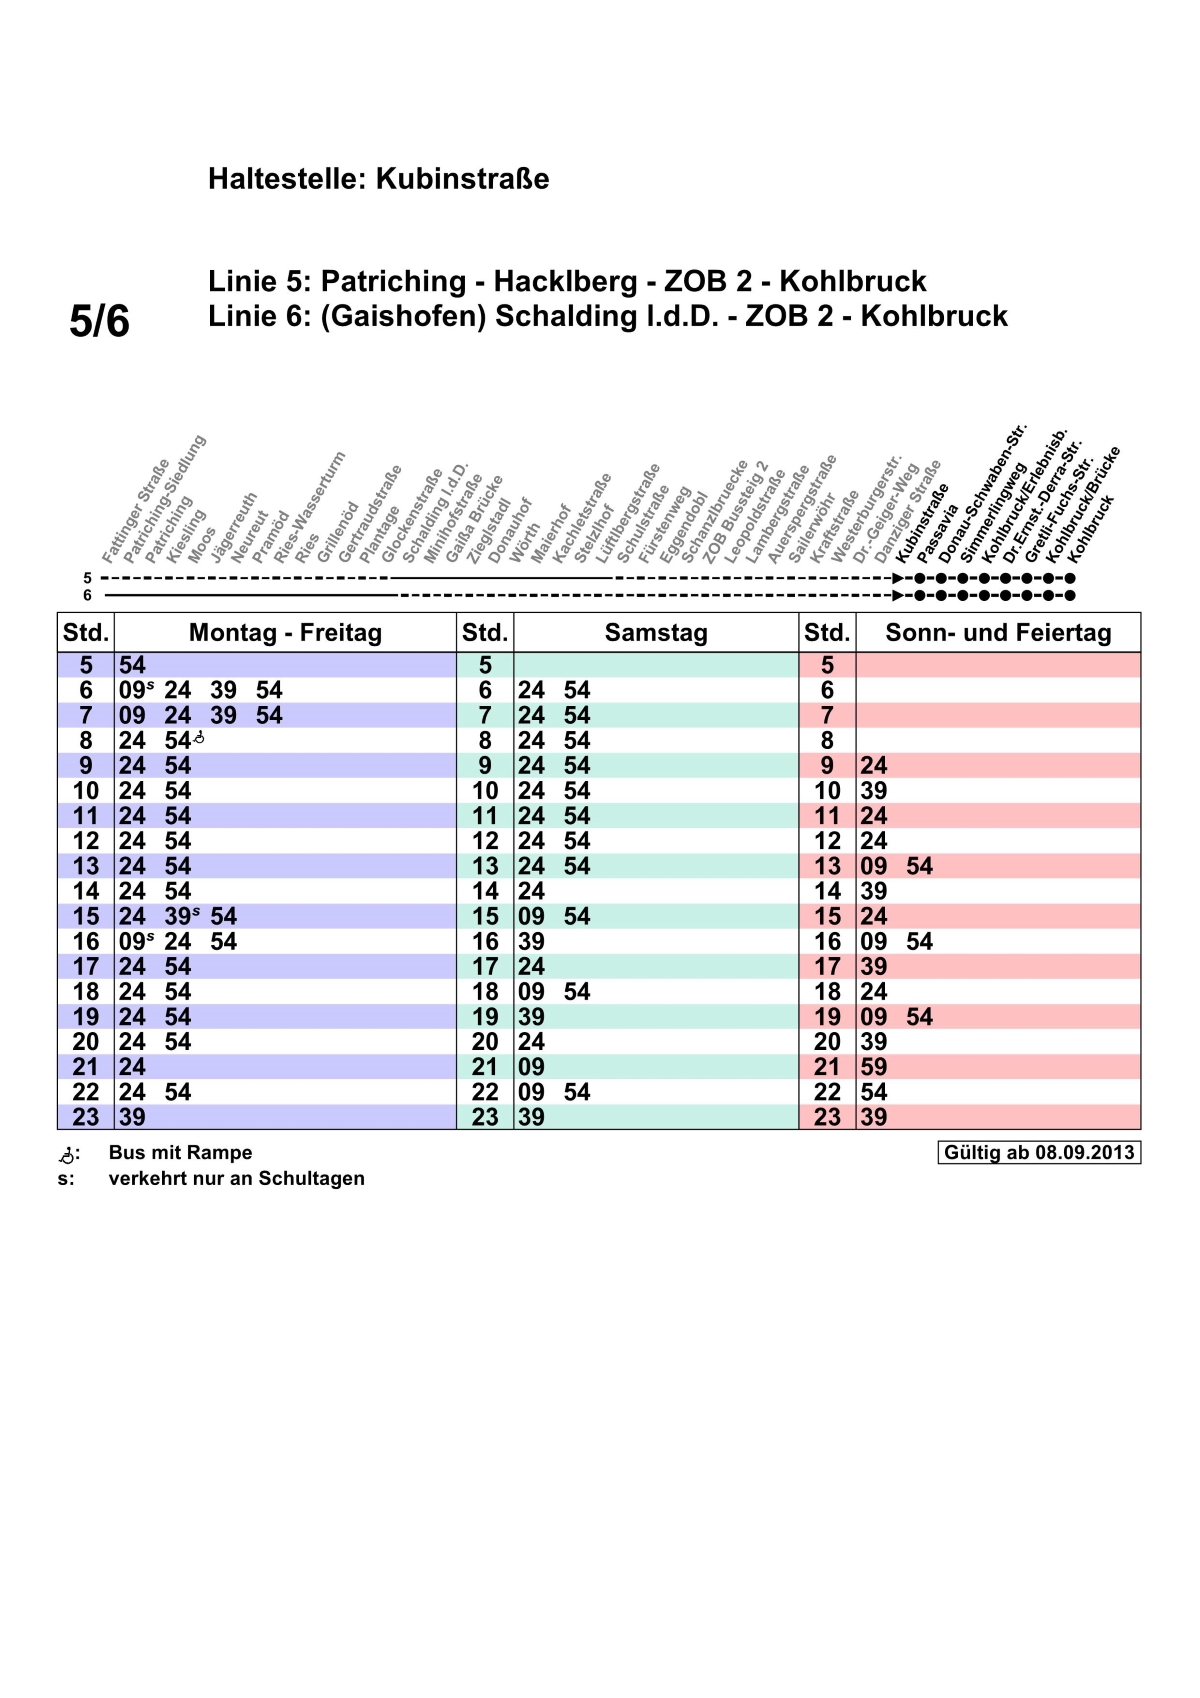 Haltestelle: Kubinstraße
Linie 5: Patriching - Hacklberg - ZOB 2 - Kohlbruck
5/6
Linie 6: (Gaishofen) Schalding l.d.D. - ZOB 2 - Kohlbruck
Fattinger Straße
Patriching-Siedlung
Patriching
Kiesling
Moos
Jägerreuth
Neureut
Pramöd
Ries-Wasserturm
Ries
Grillenöd
Gertraudstraße
Plantage
Glockenstraße
Schalding l.d.D.
Minihofstraße
Gaißa Brücke
Zieglstadl
Donauhof
Wörth
Maierhof
Kachletstraße
Stelzlhof
Lüftlbergstraße
Schulstraße
Fürstenweg
Eggendobl
Schanzlbruecke
ZOB Bussteig 2
Leopoldstraße
Lambergstraße
Auerspergstraße
Sailerwöhr
Kraftstraße
Westerburgerstr.
Dr.-Geiger-Weg
Danziger Straße
Kubinstraße
Passavia
Donau-Schwaben-Str.
Simmerlingweg
Kohlbruck/Erlebnisb.
Dr.Ernst.-Derra-Str.
Gretli-Fuchs-Str.
Kohlbruck/Brücke
Kohlbruck
5
6
Std. Montag - Freitag Std. Samstag Std. Sonn- und Feiertag
5 54 5 5
6 09s 24 39 54 6 24 54 6
7 09 24 39 54 7 24 54 7
8 24 54 8 24 54 8
9 24 54 9 24 54 9 24
10 24 54 10 24 54 10 39
11 24 54 11 24 54 11 24
12 24 54 12 24 54 12 24
13 24 54 13 24 54 13 09 54
14 24 54 14 24 14 39
15 24 39s 54 15 09 54 15 24
16 09s 24 54 16 39 16 09 54
17 24 54 17 24 17 39
18 24 54 18 09 54 18 24
19 24 54 19 39 19 09 54
20 24 54 20 24 20 39
21 24 21 09 21 59
22 24 54 22 09 54 22 54
23 39 23 39 23 39
: Bus mit Rampe Gültig ab 08.09.2013
s: verkehrt nur an Schultagen